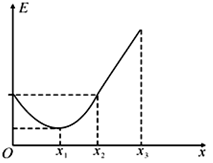 E
O x₁ x₂ x₃ x